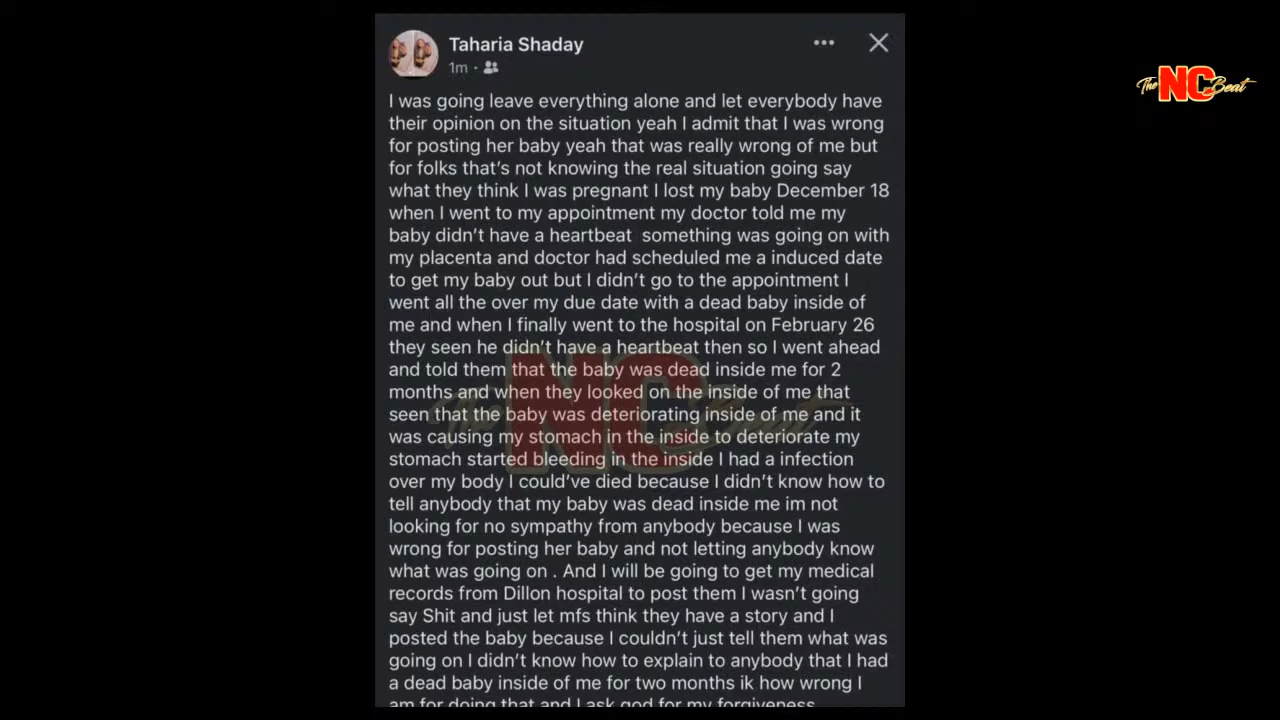 Taharia Shaday
1m ·
The NC Beat
I was going leave everything alone and let everybody have
their opinion on the situation yeah I admit that I was wrong
for posting her baby yeah that was really wrong of me but
for folks that's not knowing the real situation going say
what they think I was pregnant I lost my baby December 18
when I went to my appointment my doctor told me my
baby didn't have a heartbeat something was going on with
my placenta and doctor had scheduled me a induced date
to get my baby out but I didn't go to the appointment I
went all the over my due date with a dead baby inside of
me and when I finally went to the hospital on February 26
they seen he didn't have a heartbeat then so I went ahead
and told them that the baby was dead inside me for 2
months and when they looked on the inside of me that
seen that the baby was deteriorating inside of me and it
was causing my stomach in the inside to deteriorate my
stomach started bleeding in the inside I had a infection
over my body I could've died because I didn't know how to
tell anybody that my baby was dead inside me im not
looking for no sympathy from anybody because I was
wrong for posting her baby and not letting anybody know
what was going on . And I will be going to get my medical
records from Dillon hospital to post them I wasn't going
say Shit and just let mfs think they have a story and I
posted the baby because I couldn't just tell them what was
going on I didn't know how to explain to anybody that I had
a dead baby inside of me for two months ik how wrong I
am for doing that and I ask god for my forgiveness
The NC Beat